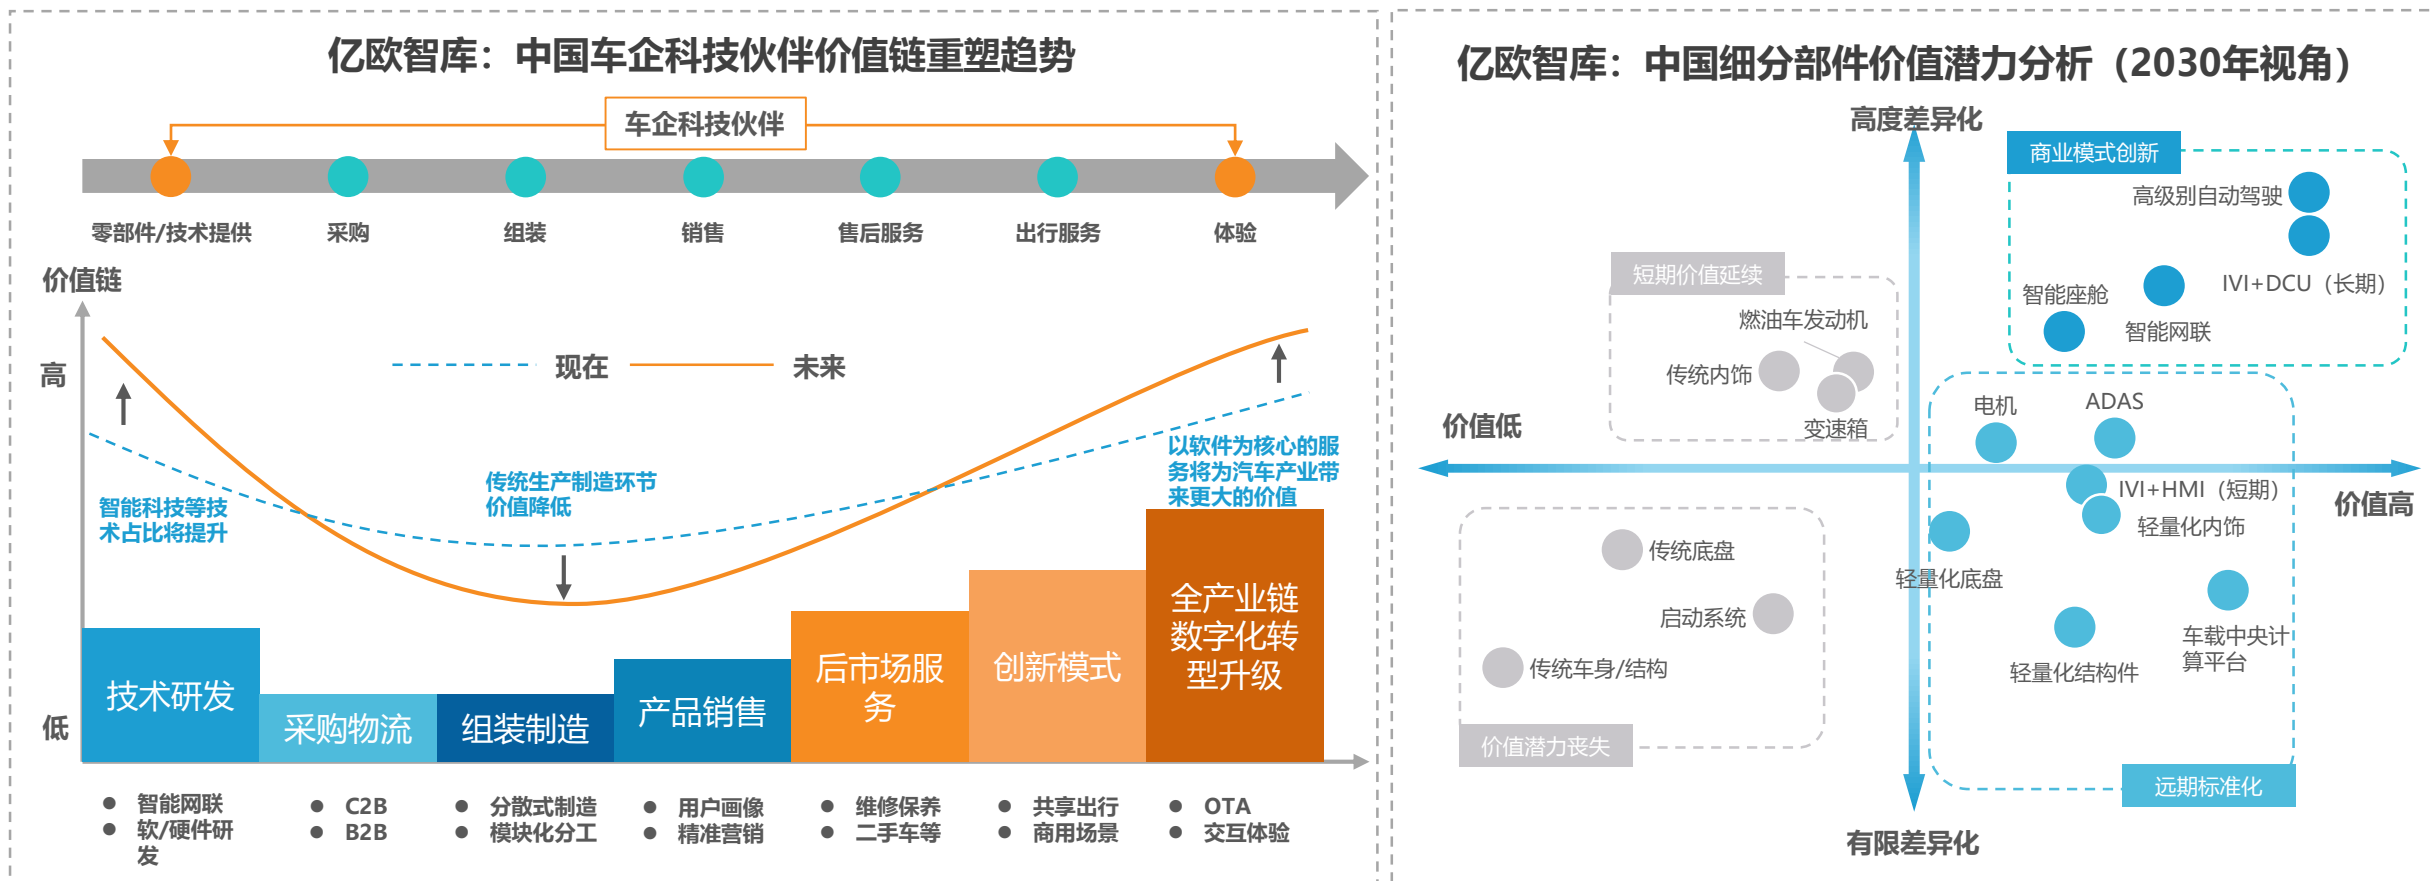 亿欧智库：中国车企科技伙伴价值链重塑趋势
车企科技伙伴
零部件/技术提供
采购
组装
销售
售后服务
出行服务
体验
价值链
高
低
现在
未来
智能科技等技
术占比将提升
传统生产制造环节
价值降低
以软件为核心的服
务将为汽车产业带
来更大的价值
技术研发
采购物流
组装制造
产品销售
后市场服
务
创新模式
全产业链
数字化转
型升级
● 智能网联
● 软/硬件研
发
● C2B
● B2B
● 分散式制造
● 模块化分工
● 用户画像
● 精准营销
● 维修保养
● 二手车等
● 共享出行
● 商用场景
● OTA
● 交互体验
亿欧智库：中国细分部件价值潜力分析（2030年视角）
高度差异化
商业模式创新
高级别自动驾驶
IVI+DCU（长期）
智能座舱
智能网联
短期价值延续
燃油车发动机
传统内饰
变速箱
价值低
价值高
电机
ADAS
IVI+HMI（短期）
轻量化内饰
轻量化底盘
车载中央计
算平台
轻量化结构件
远期标准化
传统底盘
启动系统
传统车身/结构
价值潜力丧失
有限差异化